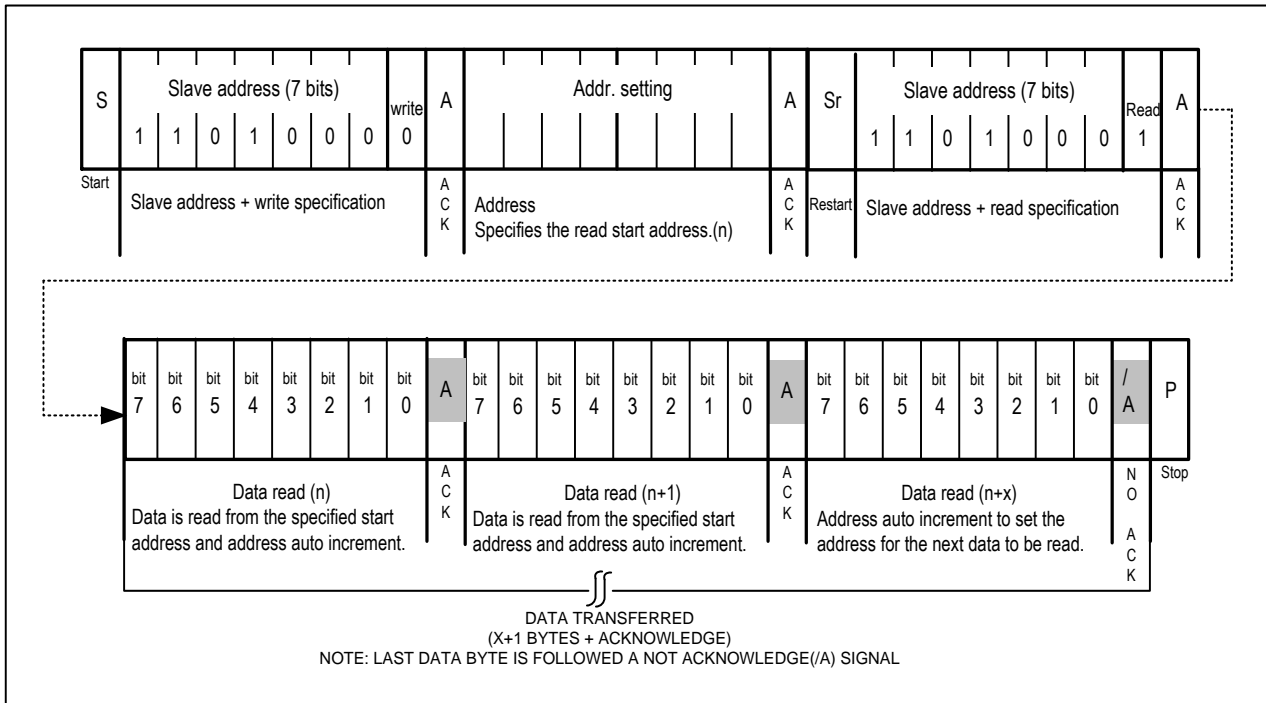 S Slave address (7 bits) write A Addr. setting A Sr Slave address (7 bits) Read A
1 1 0 1 0 0 0 0 1 1 0 1 0 0 0 1
Start Slave address + write specification ACK Address ACK Restart Slave address + read specification ACK
Specifies the read start address.(n)
bit bit bit bit bit bit bit bit A bit bit bit bit bit bit bit bit A bit bit bit bit bit bit bit bit /A P
7 6 5 4 3 2 1 0 7 6 5 4 3 2 1 0 7 6 5 4 3 2 1 0
Data read (n) ACK Data read (n+1) ACK Data read (n+x) NO ACK Stop
Data is read from the specified start Data is read from the specified start Address auto increment to set the
address and address auto increment. address and address auto increment. address for the next data to be read.
DATA TRANSFERRED
(X+1 BYTES + ACKNOWLEDGE)
NOTE: LAST DATA BYTE IS FOLLOWED A NOT ACKNOWLEDGE(/A) SIGNAL